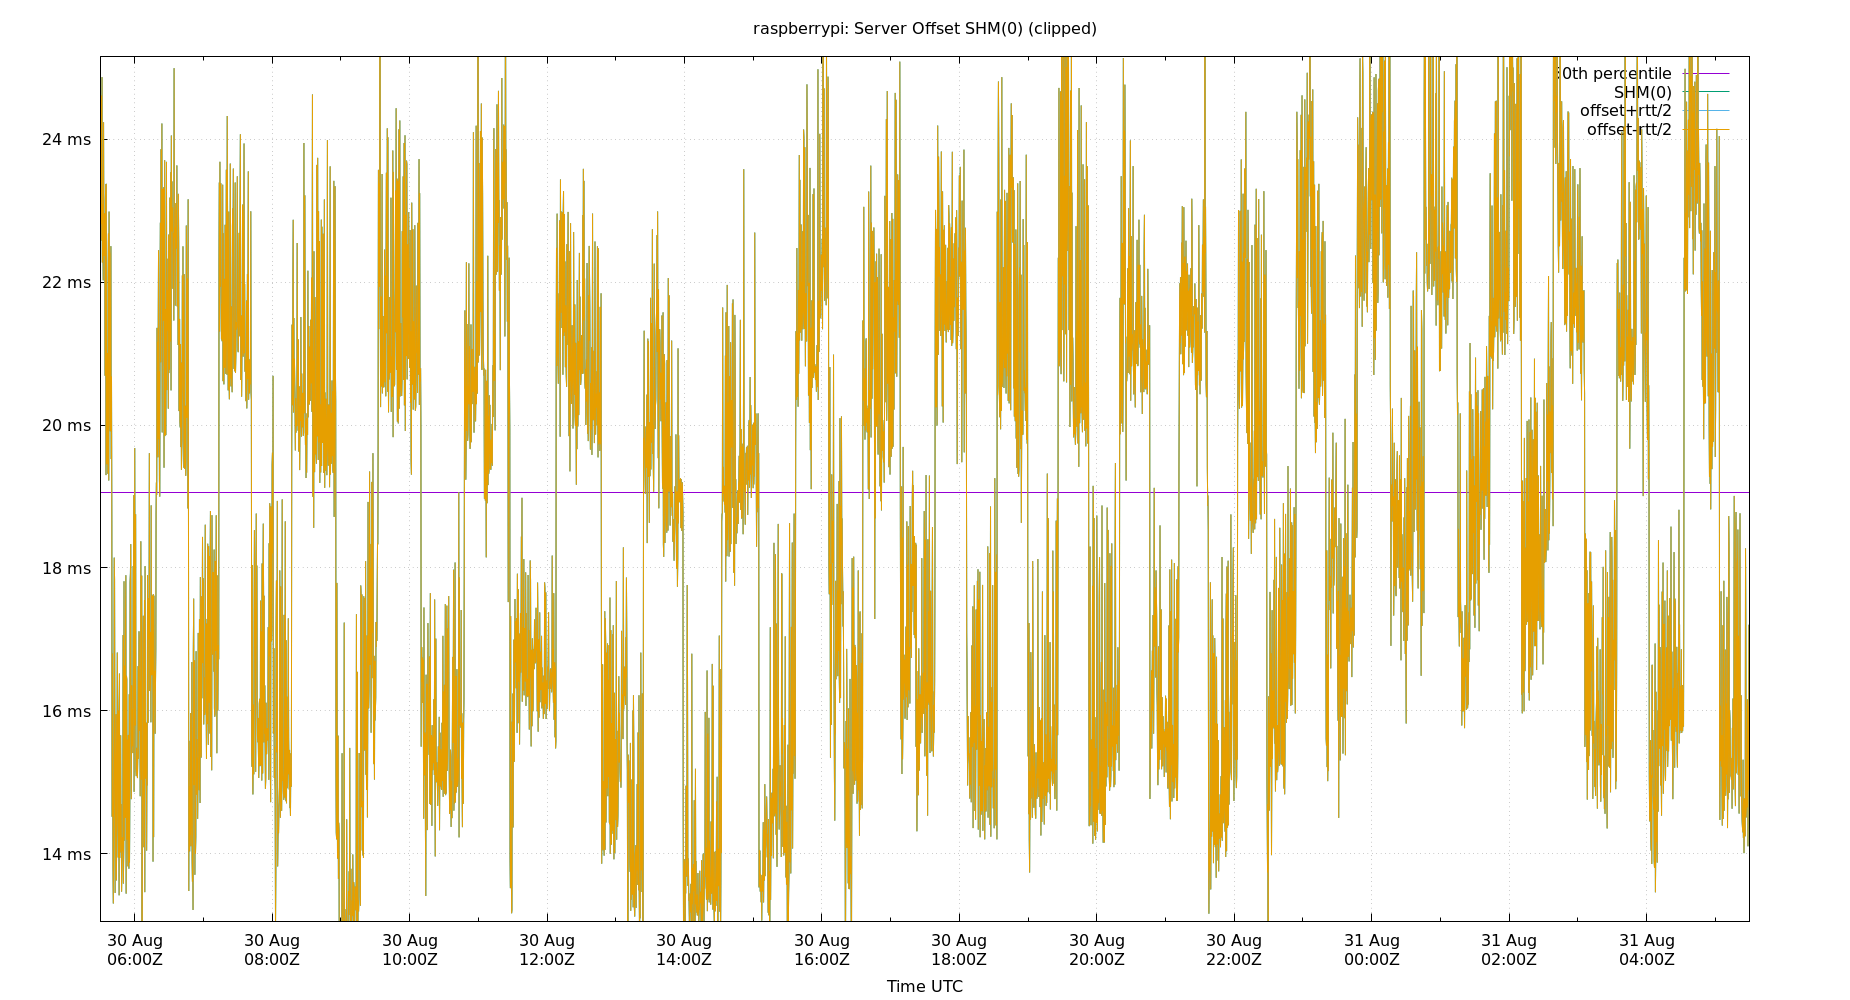 raspberrypi: Server Offset SHM(0) (clipped)
0th percentile
SHM(0)
offset+rtt/2
offset-rtt/2
24 ms
22 ms
20 ms
18 ms
16 ms
14 ms
30 Aug 30 Aug 30 Aug 30 Aug 30 Aug 30 Aug 30 Aug 30 Aug 30 Aug 31 Aug 31 Aug 31 Aug
06:00Z 08:00Z 10:00Z 12:00Z 14:00Z 16:00Z 18:00Z 20:00Z 22:00Z 00:00Z 02:00Z 04:00Z
Time UTC